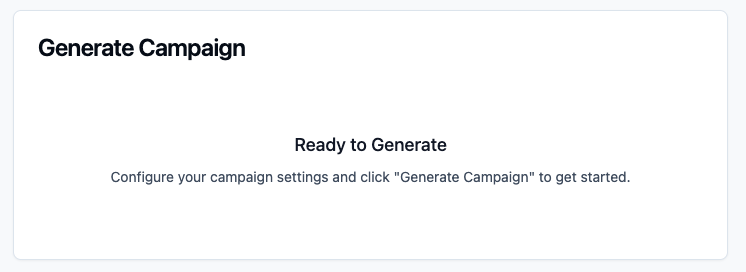 Generate Campaign
Ready to Generate
Configure your campaign settings and click "Generate Campaign" to get started.